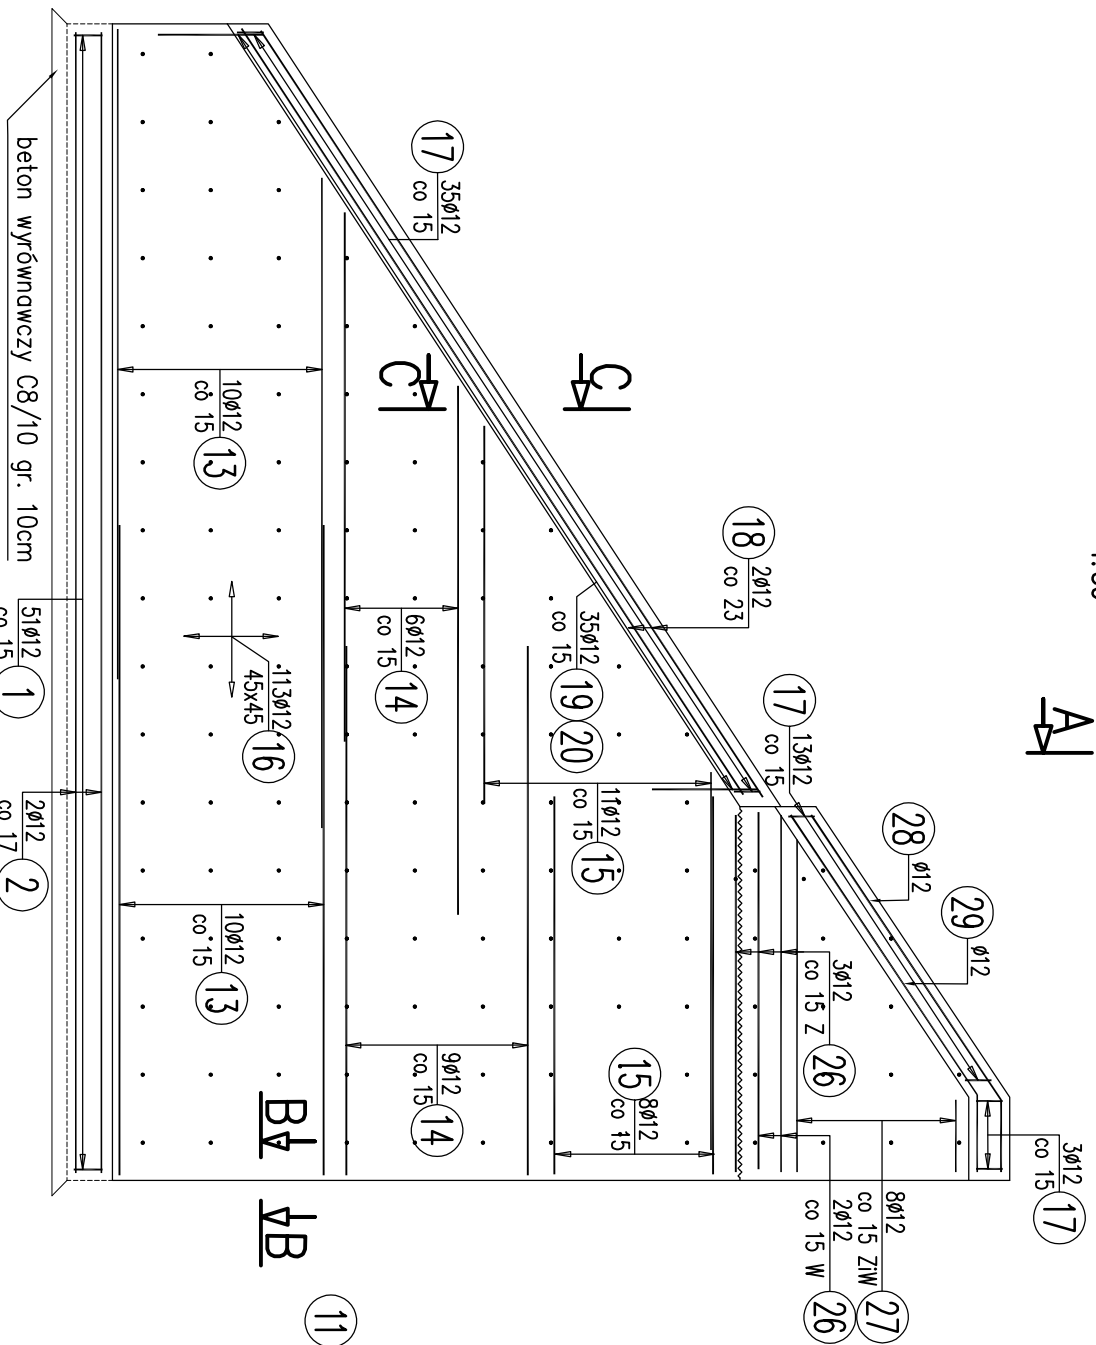 A
17
35ø12
co 15
C
C
18
2ø12
co 23
17
13ø12
co 15
28
ø12
29
ø12
3ø12
co 15
17
10ø12
co 15
13
6ø12
co 15
14
35ø12
co 15
19
20
113ø12
45x45
16
11ø12
co 15
15
3ø12
co 15 Z
26
10ø12
co 15
13
9ø12
co 15
14
15
8ø12
co 15
8ø12
co 15 ZiW
27
2ø12
co 15 W
26
B
B
11
beton wyrównawczy C8/10 gr. 10cm
51ø12
co 15
1
2ø12
co 17
2